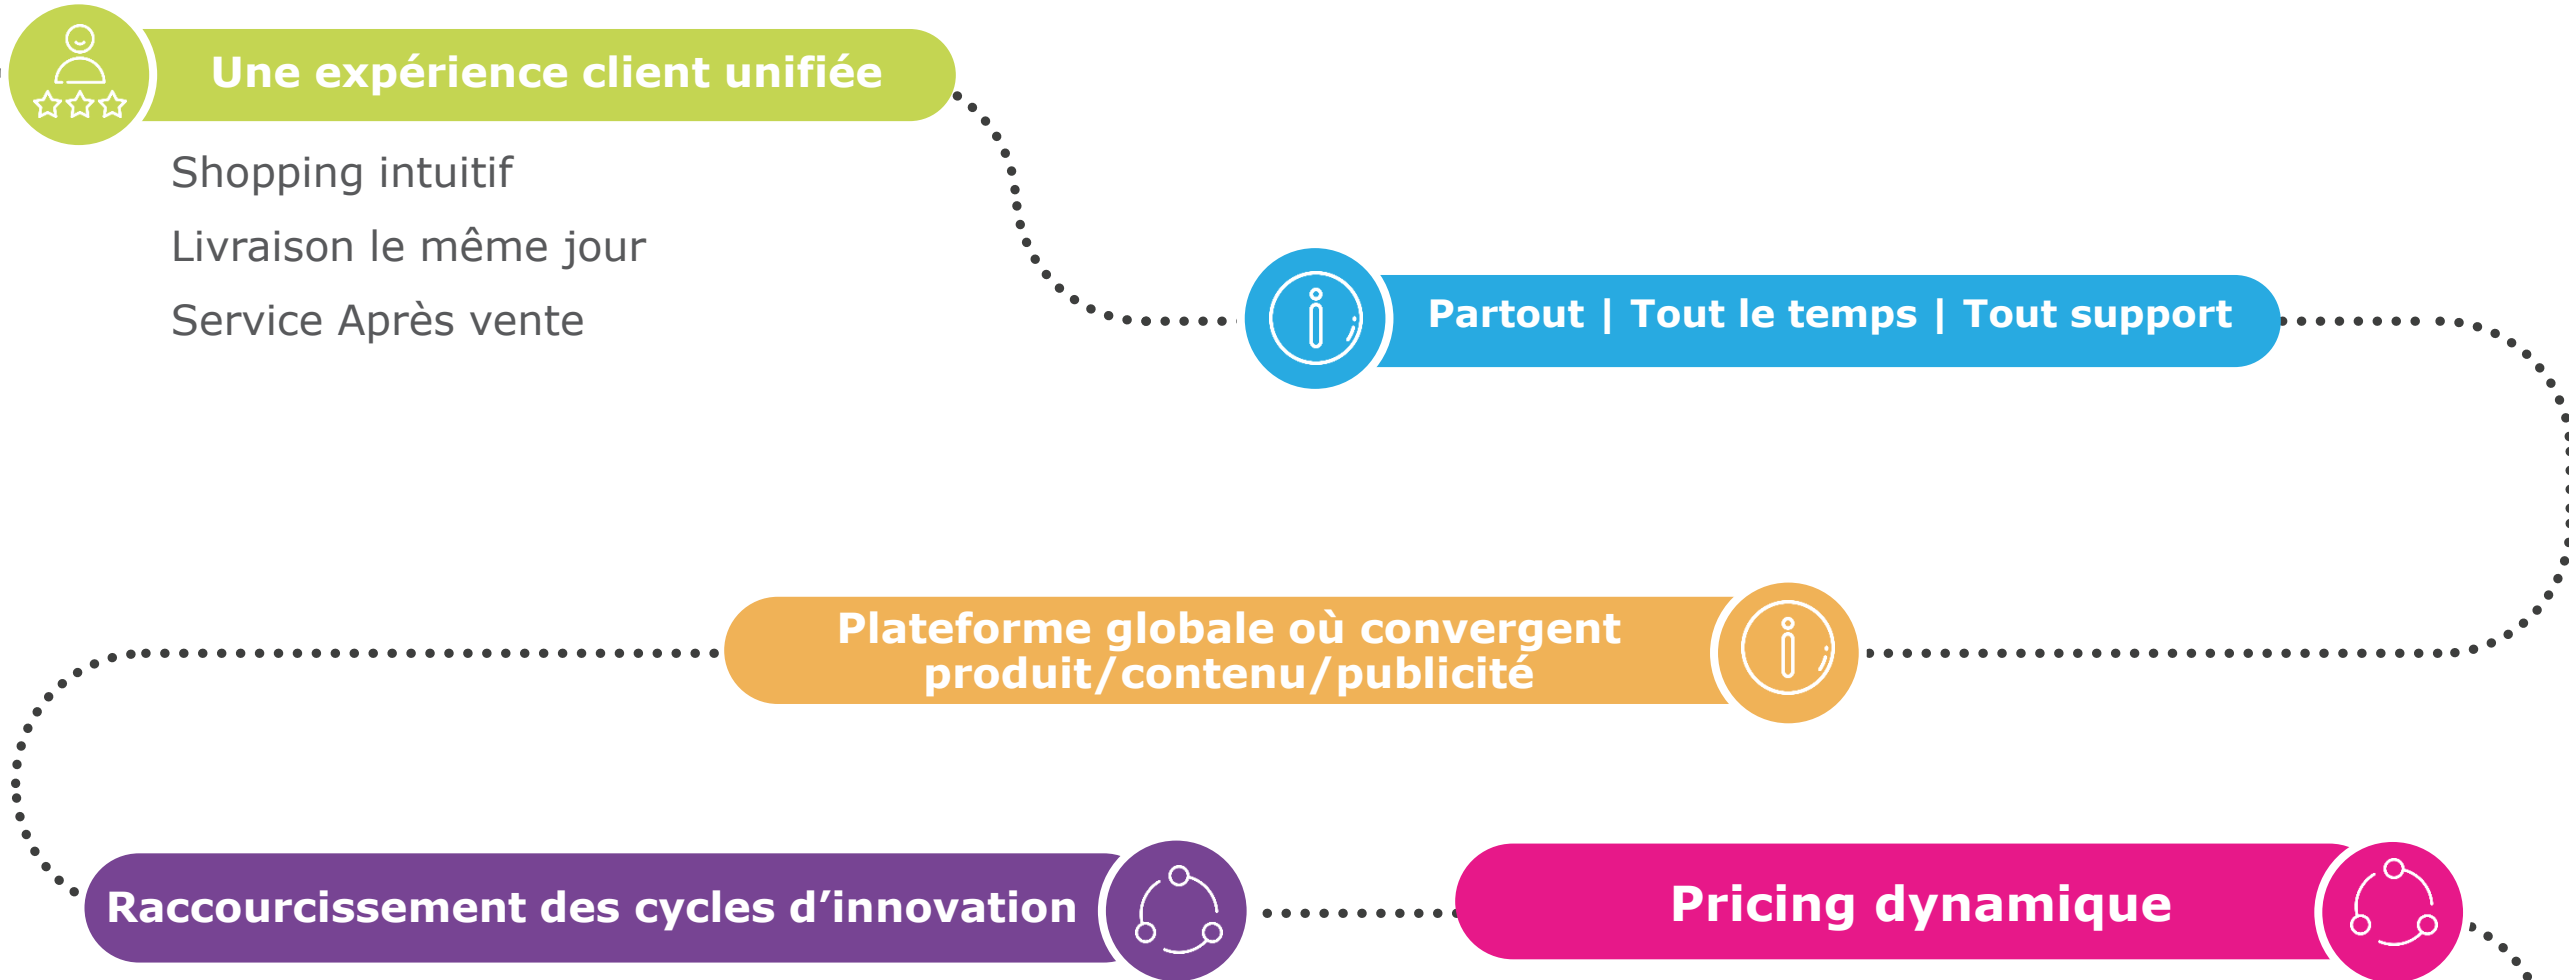 Une expérience client unifiée
Shopping intuitif
Livraison le même jour
Service Après vente
Partout | Tout le temps | Tout support
Plateforme globale où convergent
produit/contenu/publicité
Raccourcissement des cycles d’innovation
Pricing dynamique